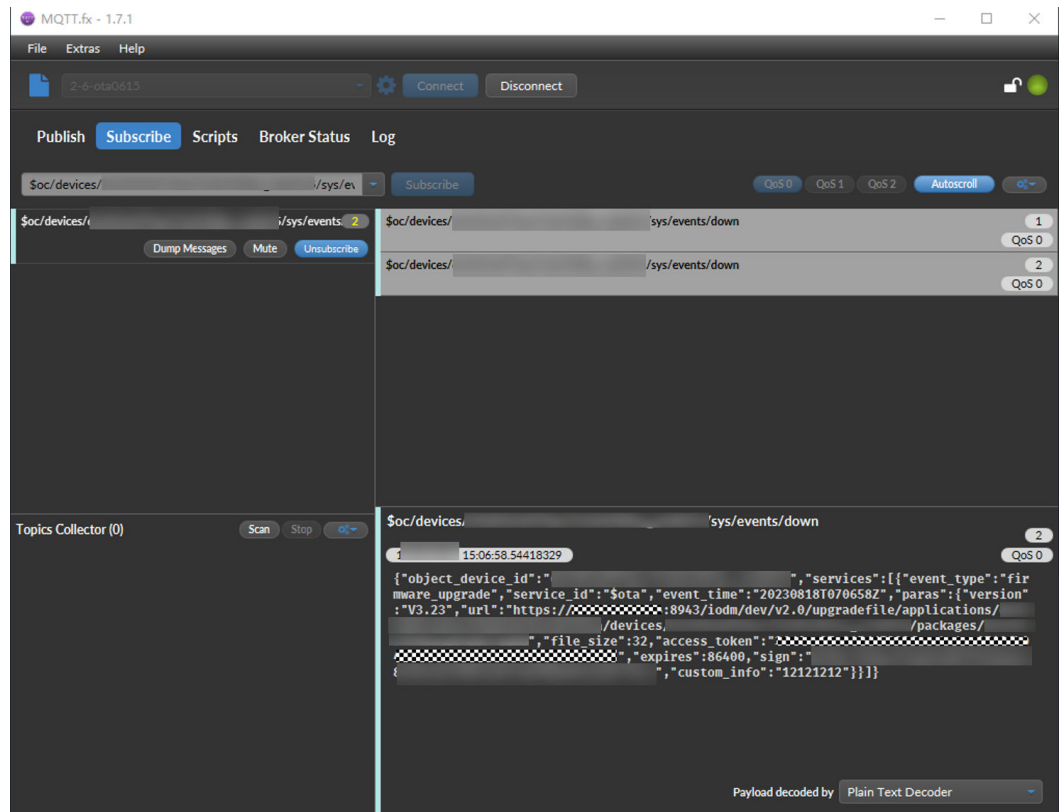 MQTT.fx - 1.7.1
File Extras Help
2-6-ota0615 Connect Disconnect
Publish Subscribe Scripts Broker Status Log
$oc/devices/ _ /sys/ev Subscribe QoS 0 QoS 1 QoS 2 Autoscroll
$oc/devices/ /sys/events. 2
Dump Messages Mute Unsubscribe
$oc/devices/ /sys/events/down 1
QoS 0
$oc/devices/ /sys/events/down 2
QoS 0
Topics Collector (0) Scan Stop
$oc/devices/ /sys/events/down
2
1 15:06:58.54418329 QoS 0
{"object_device_id":" ","services":[{"event_type":"fir
mware_upgrade","service_id":"$ota","event_time":"20230818T070658Z","paras":{"version"
:"V3.23","url":"https:// :8943/iodm/dev/v2.0/upgradefile/applications/
/devices, /packages/
","file_size":32,"access_token":"
","expires":86400,"sign":"
","custom_info":"12121212"}}]}
Payload decoded by Plain Text Decoder